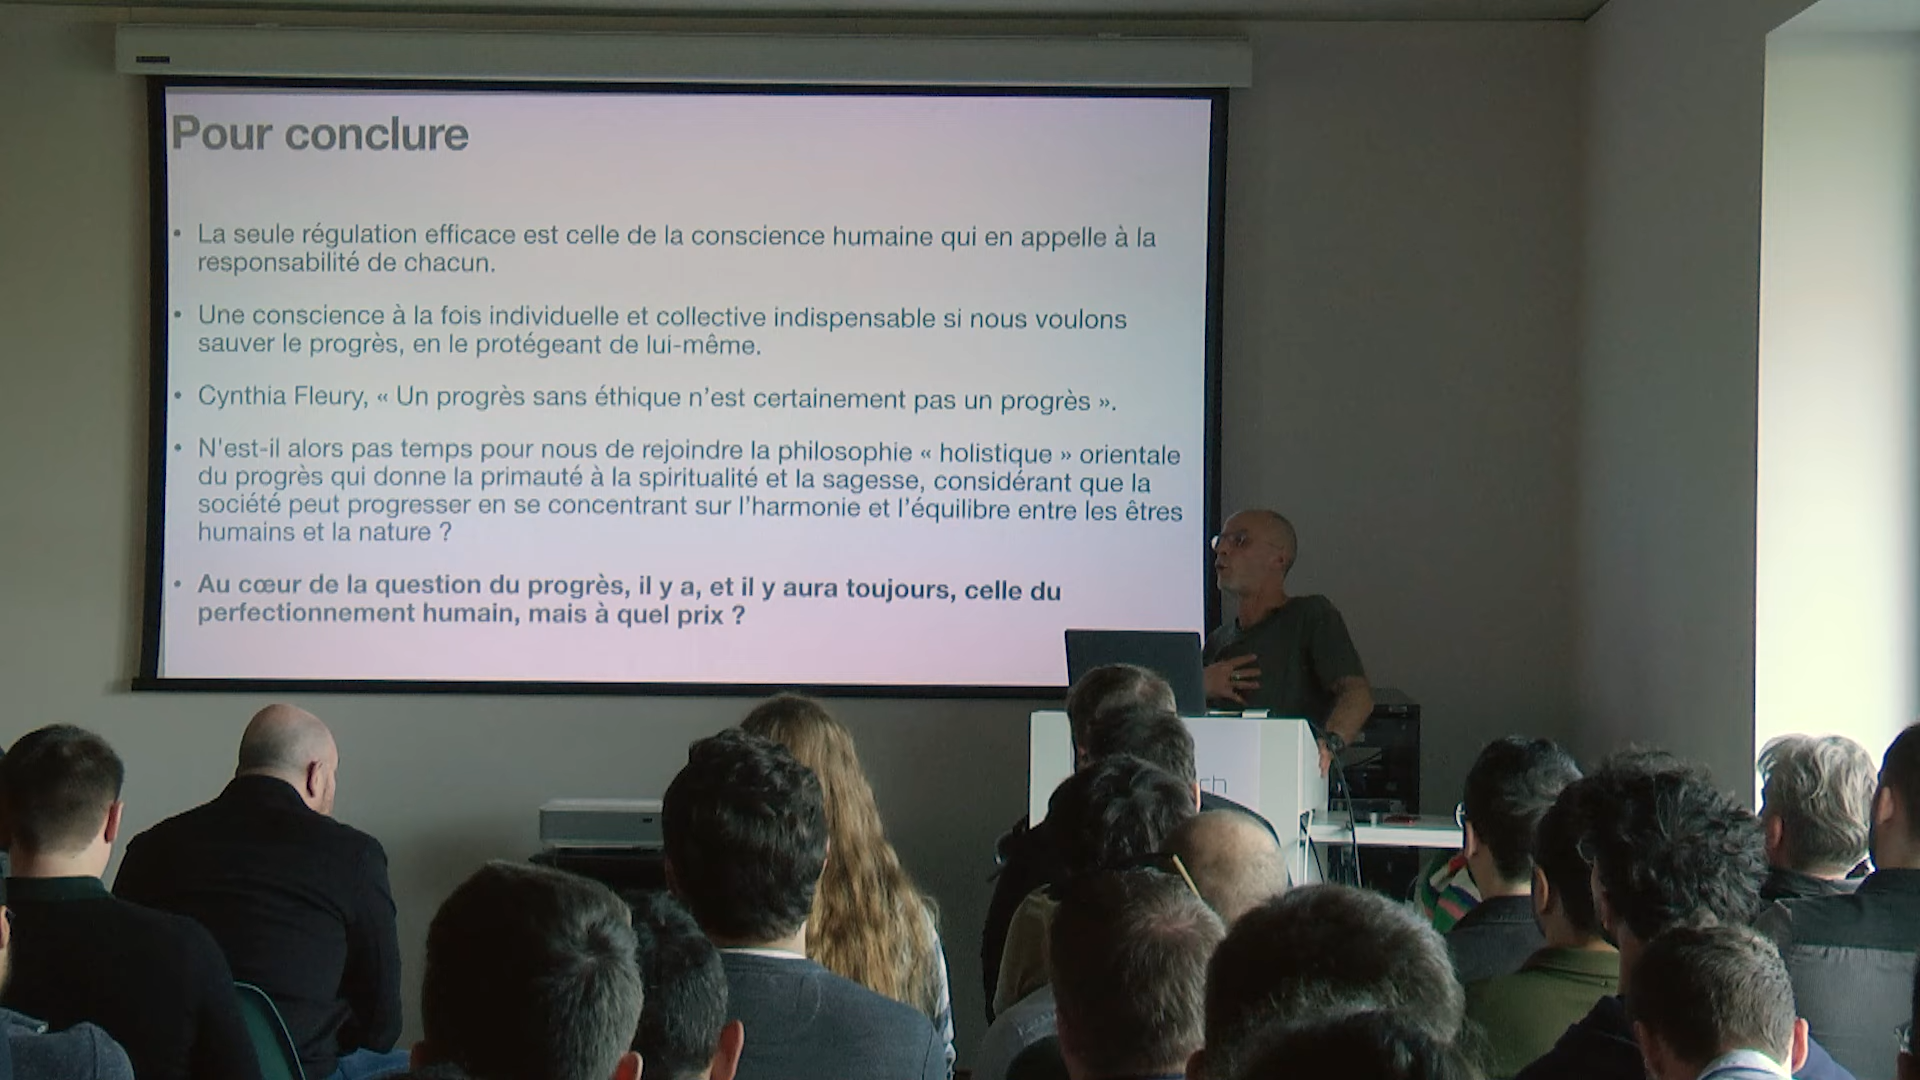 Pour conclure
• La seule régulation efficace est celle de la conscience humaine qui en appelle à la
responsabilité de chacun.
• Une conscience à la fois individuelle et collective indispensable si nous voulons
sauver le progrès, en le protégeant de lui-même.
• Cynthia Fleury, « Un progrès sans éthique n’est certainement pas un progrès ».
• N'est-il alors pas temps pour nous de rejoindre la philosophie « holistique » orientale
du progrès qui donne la primauté à la spiritualité et la sagesse, considérant que la
société peut progresser en se concentrant sur l’harmonie et l’équilibre entre les êtres
humains et la nature ?
• Au cœur de la question du progrès, il y a, et il y aura toujours, celle du
perfectionnement humain, mais à quel prix ?